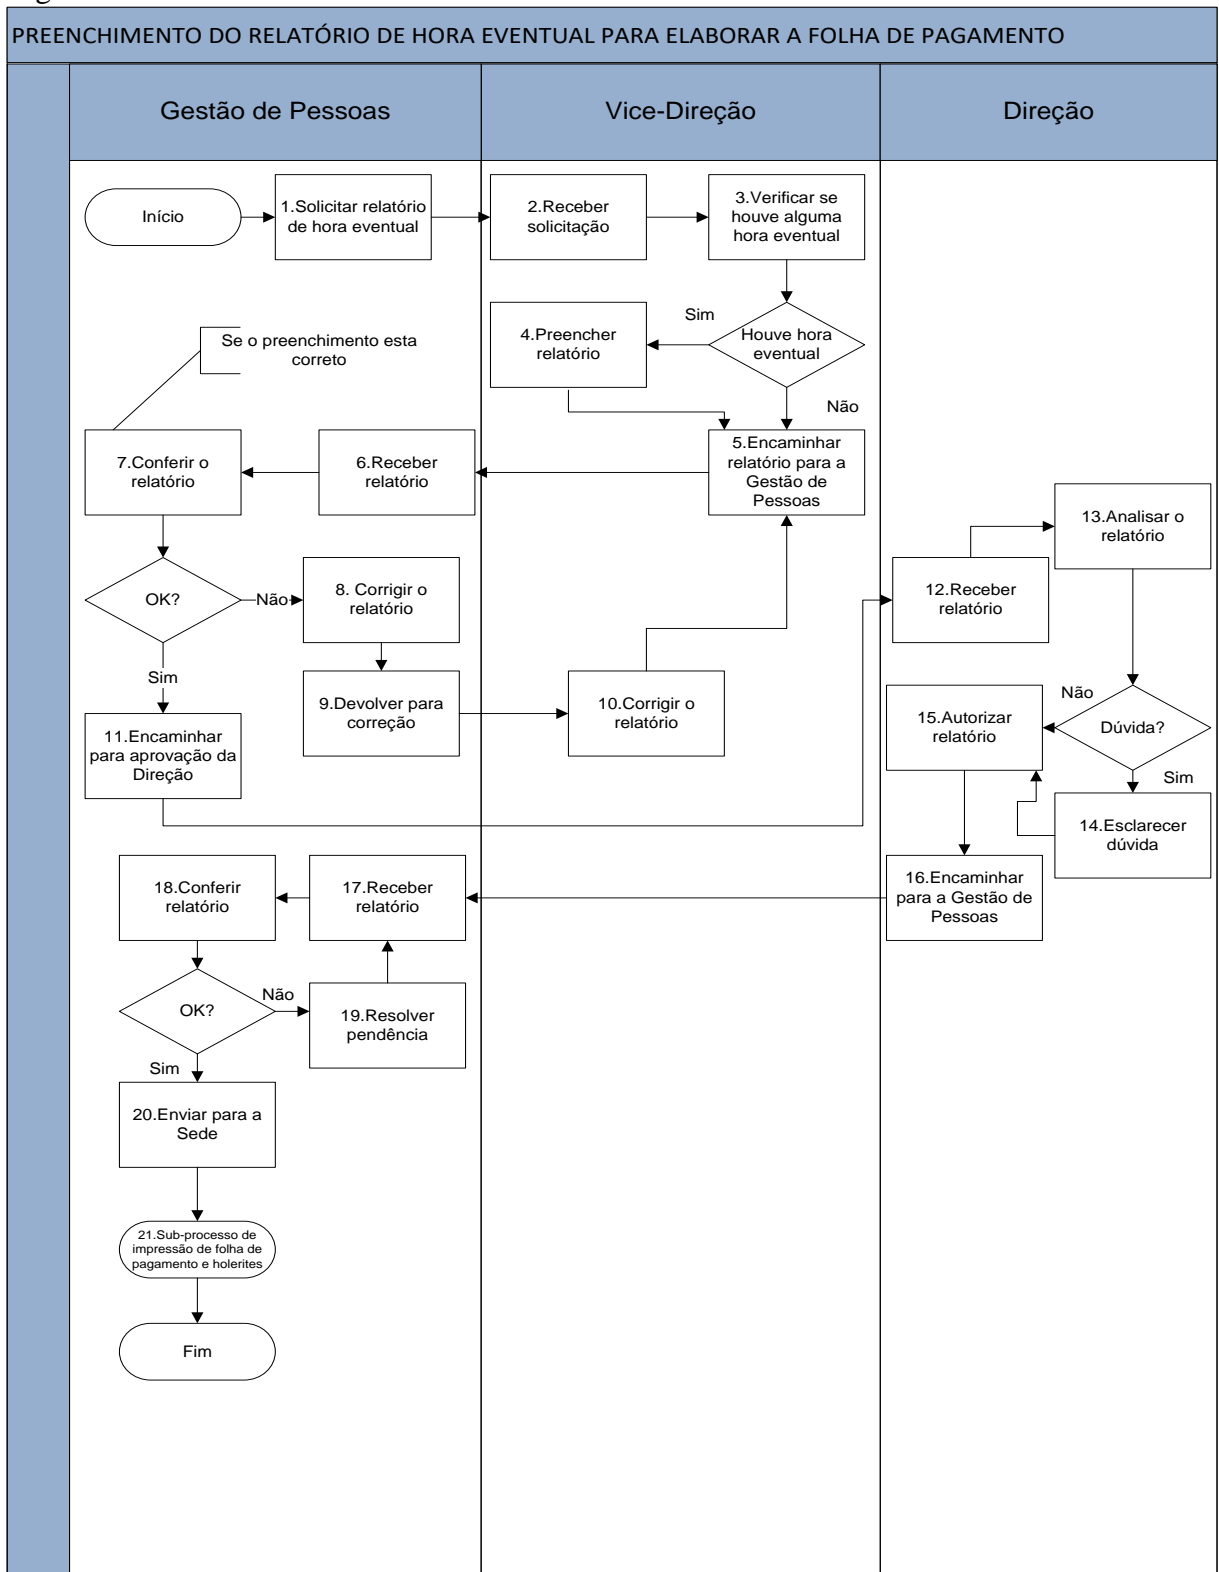 PREENCHIMENTO DO RELATÓRIO DE HORA EVENTUAL PARA ELABORAR A FOLHA DE PAGAMENTO
Gestão de Pessoas
Vice-Direção
Direção
Início
1.Solicitar relatório
de hora eventual
2.Receber
solicitação
3.Verificar se
houve alguma
hora eventual
Sim
Houve hora
eventual
4.Preencher
relatório
Não
Se o preenchimento esta
correto
5.Encaminhar
relatório para a
Gestão de
Pessoas
6.Receber
relatório
7.Conferir o
relatório
OK?
Não
8. Corrigir o
relatório
Sim
9.Devolver para
correção
10.Corrigir o
relatório
11.Encaminhar
para aprovação da
Direção
12.Receber
relatório
13.Analisar o
relatório
Não
Dúvida?
Sim
15.Autorizar
relatório
14.Esclarecer
dúvida
16.Encaminhar
para a Gestão de
Pessoas
17.Receber
relatório
18.Conferir
relatório
OK?
Não
19.Resolver
pendência
Sim
20.Enviar para a
Sede
21.Sub-processo de
impressão de folha de
pagamento e holerites
Fim